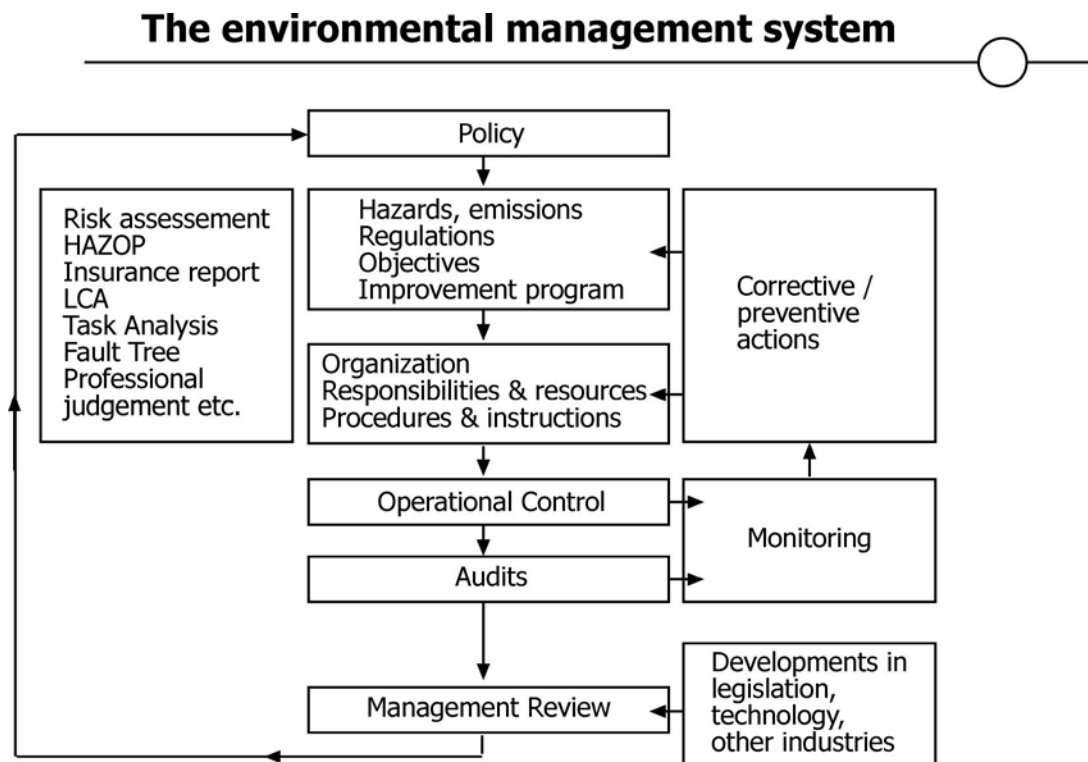 The environmental management system
Policy
Risk assessement
HAZOP
Insurance report
LCA
Task Analysis
Fault Tree
Professional
judgement etc.
Hazards, emissions
Regulations
Objectives
Improvement program
Corrective /
preventive
actions
Organization
Responsibilities & resources
Procedures & instructions
Operational Control
Monitoring
Audits
Management Review
Developments in
legislation,
technology,
other industries